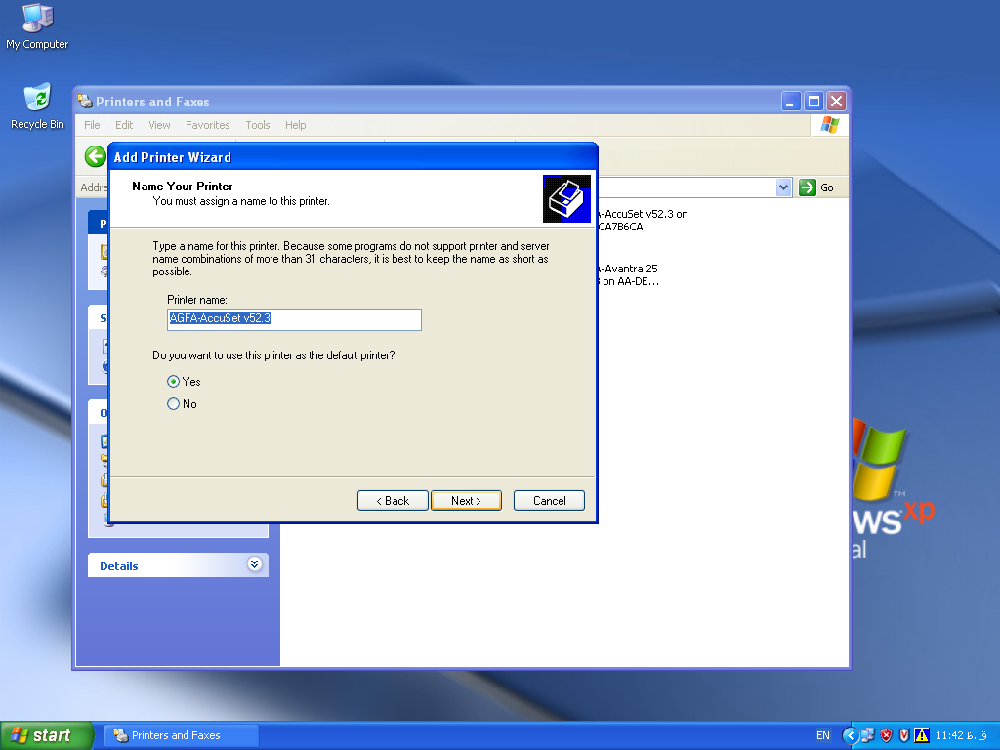 My Computer
Recycle Bin
Printers and Faxes
File Edit View Favorites Tools Help
Addre
Go
Add Printer Wizard
Name Your Printer
You must assign a name to this printer.
Type a name for this printer. Because some programs do not support printer and server
name combinations of more than 31 characters, it is best to keep the name as short as
possible.
Printer name:
AGFA-AccuSet v52.3
Do you want to use this printer as the default printer?
Yes
No
< Back Next > Cancel
A-AccuSet v52.3 on
CA7B6CA
A-Avantra 25
3 on AA-DE...
P
S
O
Details
ws xp
al
TM
start
Printers and Faxes
EN
11:42 ق.ظ